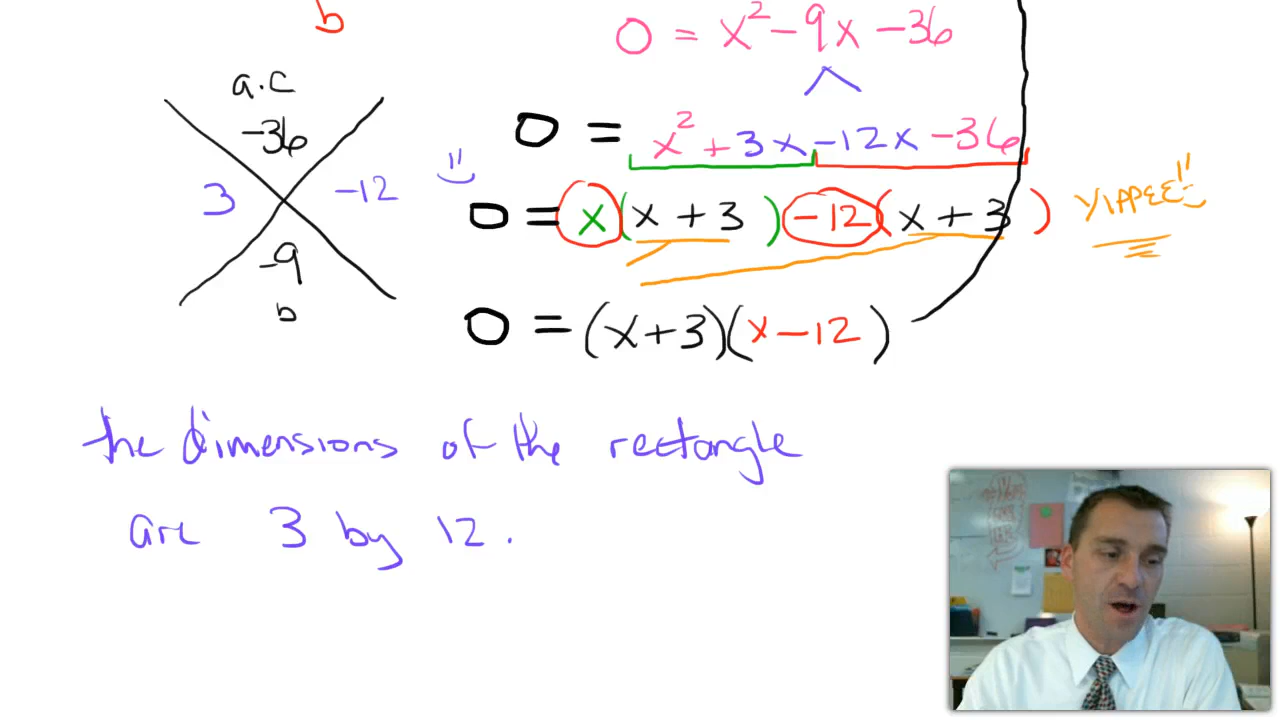 b
0 = x² - 9x - 36
a.c
-36
3 -12
-9
b
0 = x² + 3x - 12x - 36
0 = x(x + 3) - 12(x + 3) YIPPEE!!
0 = (x+3)(x-12)
the dimensions of the rectangle
are 3 by 12.